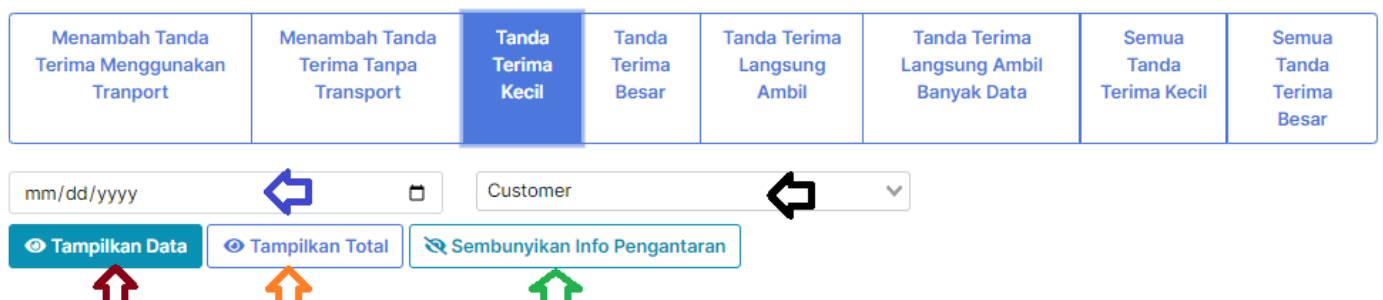 Menambah Tanda
Terima Menggunakan
Tranport
Menambah Tanda
Terima Tanpa
Transport
Tanda
Terima
Kecil
Tanda
Terima
Besar
Tanda Terima
Langsung
Ambil
Tanda Terima
Langsung Ambil
Banyak Data
Semua
Tanda
Terima Kecil
Semua
Tanda
Terima
Besar
mm/dd/yyyy
Customer
Tampilkan Data
Tampilkan Total
Sembunyikan Info Pengantaran